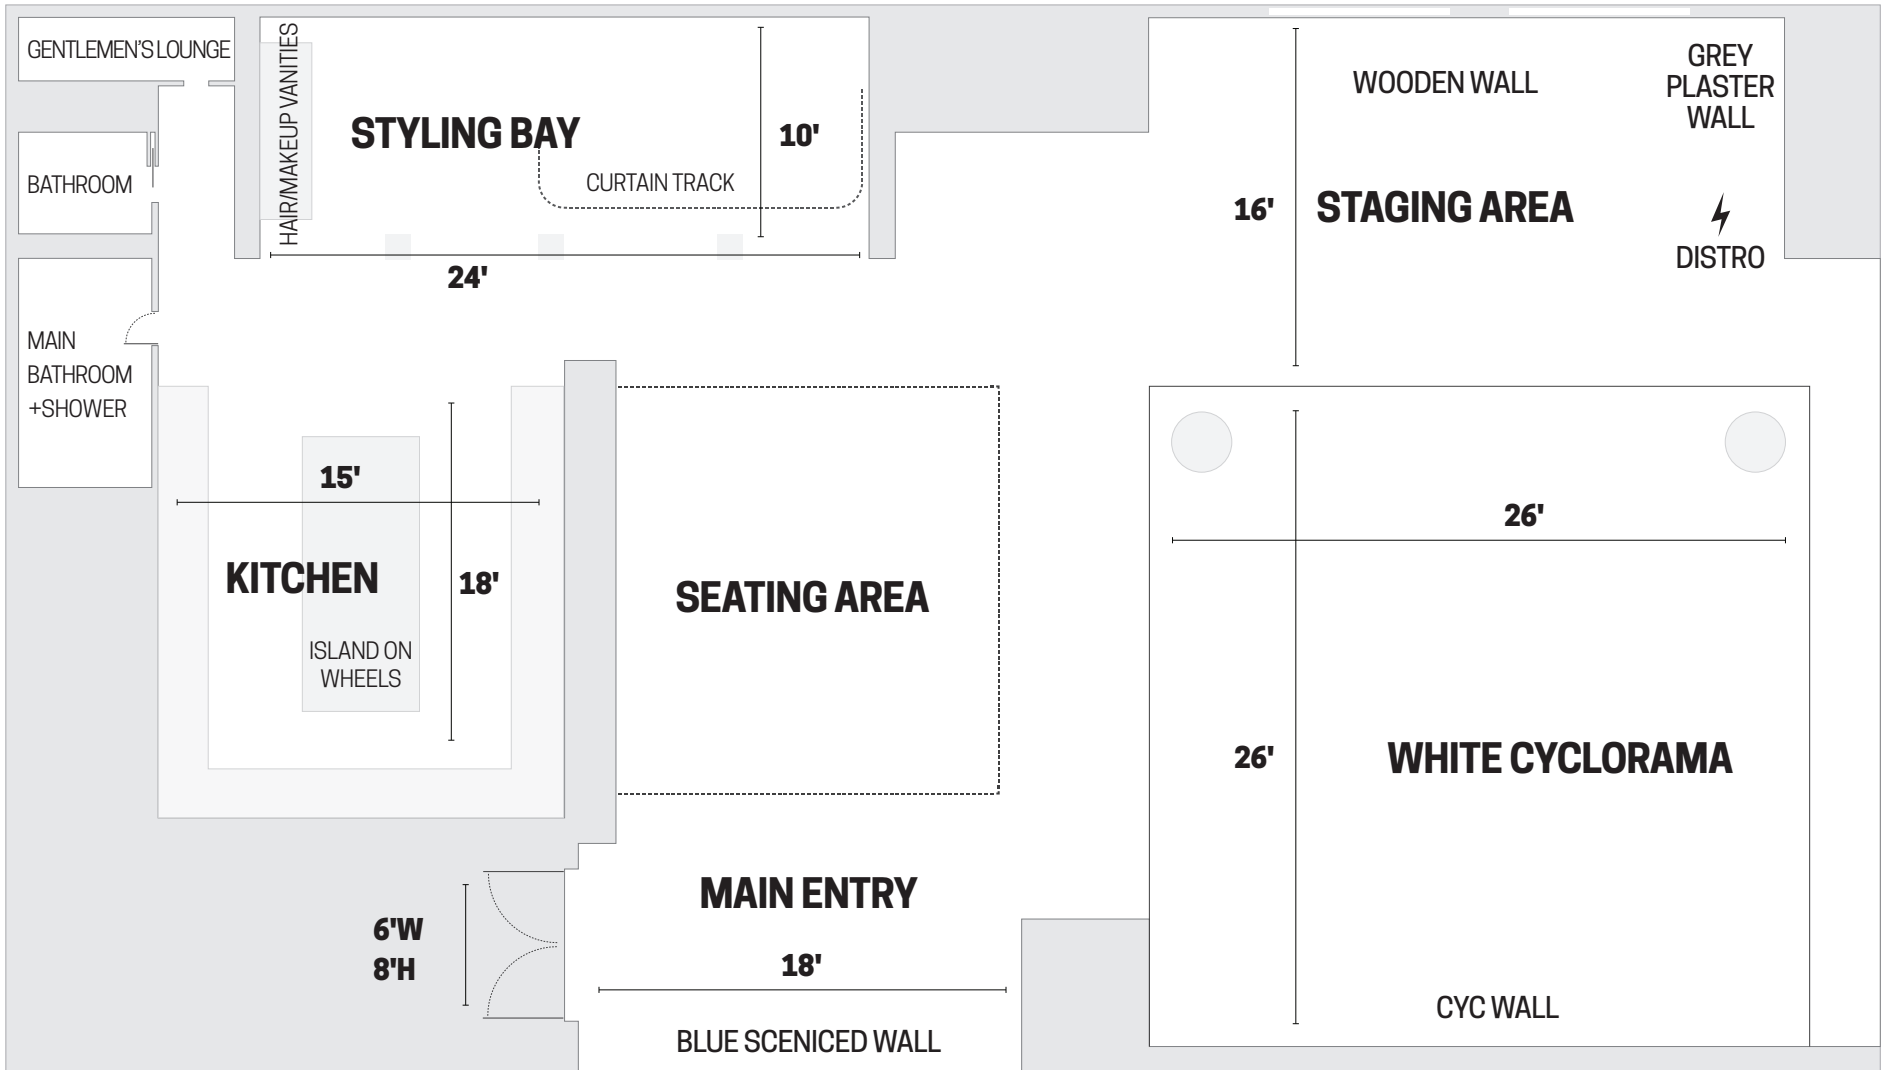 GENTLEMEN'S LOUNGE
HAIR/MAKEUP VANITIES
STYLING BAY
10'
CURTAIN TRACK
24'
BATHROOM
MAIN
BATHROOM
+SHOWER
WOODEN WALL
GREY
PLASTER
WALL
16'
STAGING AREA
DISTRO
15'
KITCHEN
18'
ISLAND ON
WHEELS
SEATING AREA
26'
26'
WHITE CYCLORAMA
CYC WALL
MAIN ENTRY
6'W
8'H
18'
BLUE SCENICED WALL